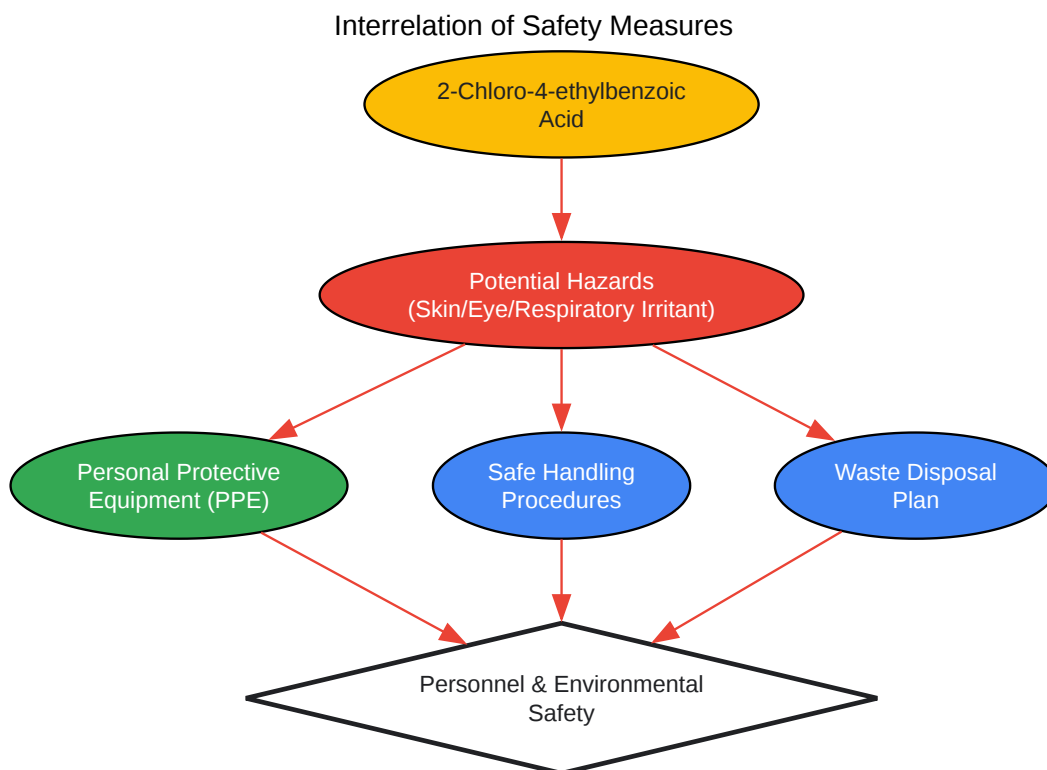 Interrelation of Safety Measures
2-Chloro-4-ethylbenzoic
Acid
Potential Hazards
(Skin/Eye/Respiratory Irritant)
Personal Protective
Equipment (PPE)
Safe Handling
Procedures
Waste Disposal
Plan
Personnel & Environmental
Safety